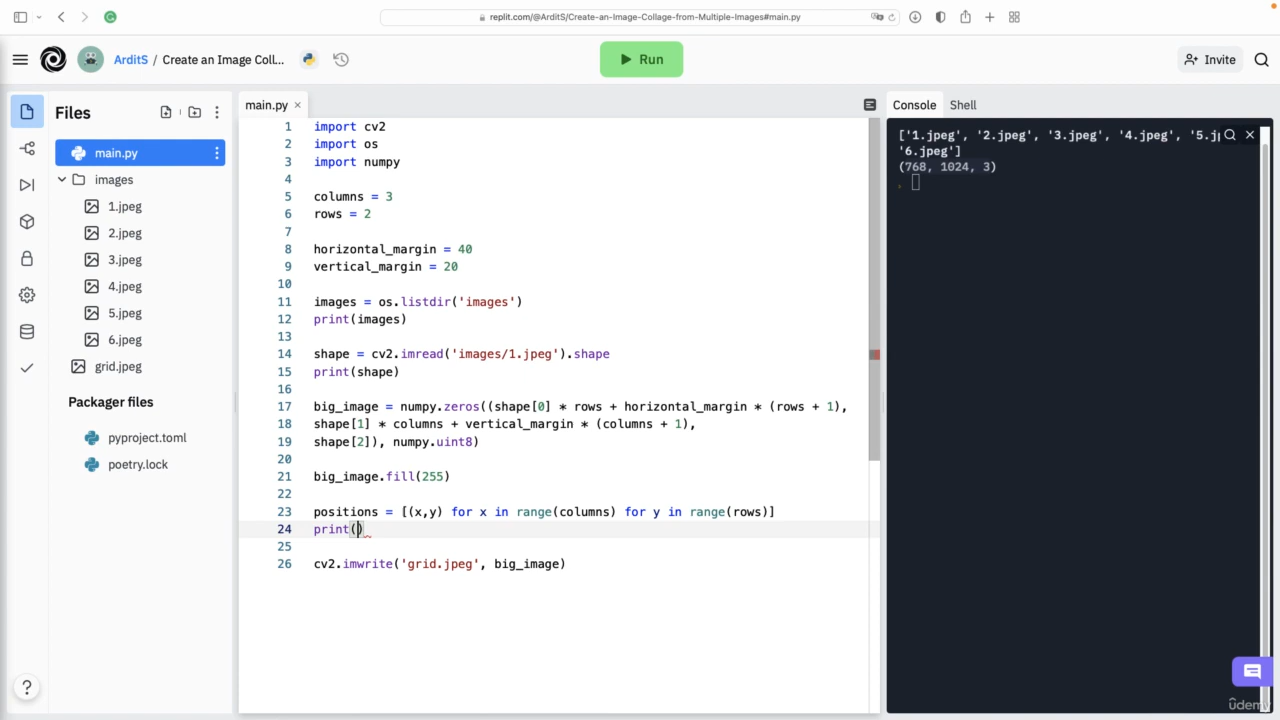 replit.com/@ArditS/Create-an-Image-Collage-from-Multiple-Images#main.py
ArditS / Create an Image Coll...
Run
Invite
Files
main.py
images
1.jpeg
2.jpeg
3.jpeg
4.jpeg
5.jpeg
6.jpeg
grid.jpeg
Packager files
pyproject.toml
poetry.lock
?
main.py ×
1 import cv2
2 import os
3 import numpy
4
5 columns = 3
6 rows = 2
7
8 horizontal_margin = 40
9 vertical_margin = 20
10
11 images = os.listdir('images')
12 print(images)
13
14 shape = cv2.imread('images/1.jpeg').shape
15 print(shape)
16
17 big_image = numpy.zeros((shape[0] * rows + horizontal_margin * (rows + 1),
18 shape[1] * columns + vertical_margin * (columns + 1),
19 shape[2]), numpy.uint8)
20
21 big_image.fill(255)
22
23 positions = [(x,y) for x in range(columns) for y in range(rows)]
24 print()
25
26 cv2.imwrite('grid.jpeg', big_image)
Console Shell
['1.jpeg', '2.jpeg', '3.jpeg', '4.jpeg', '5.j
'6.jpeg']
(768, 1024, 3)
udemy